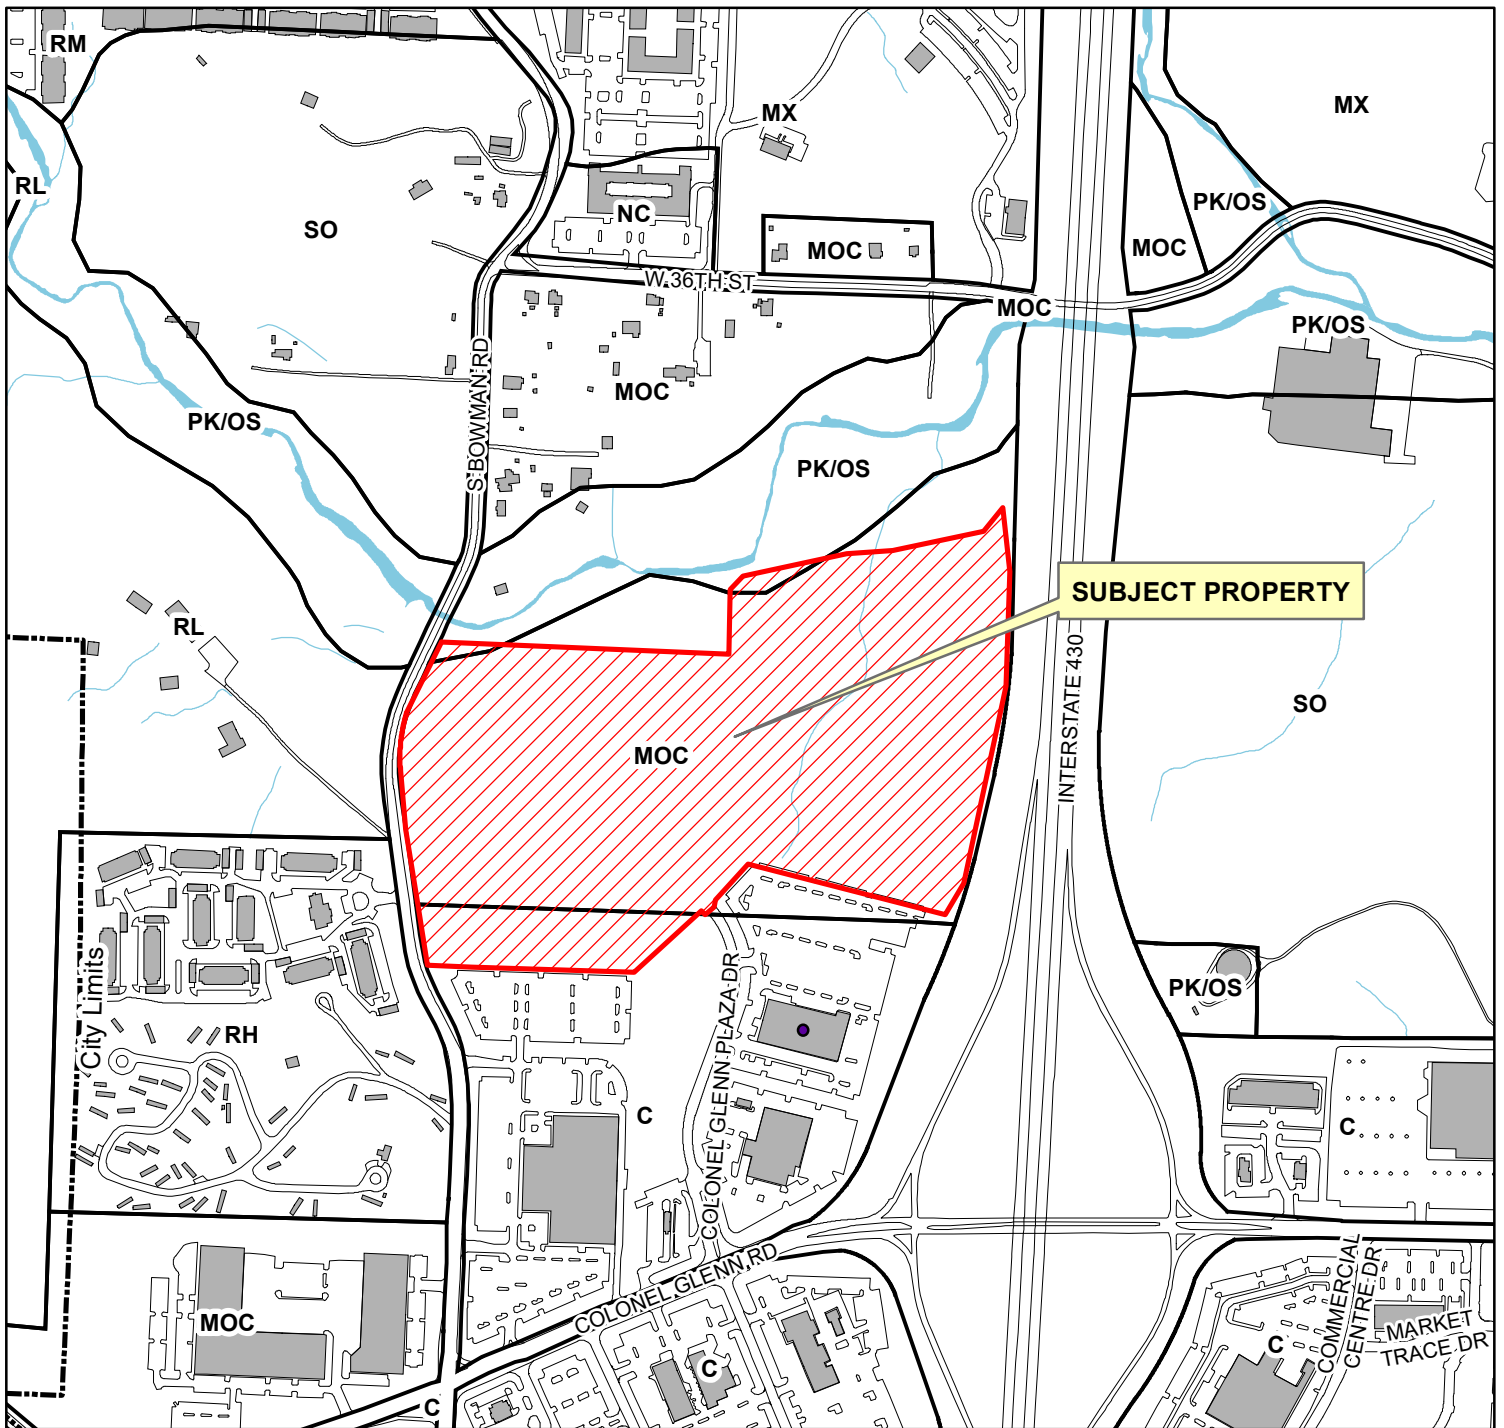 RM
MX
MX
RL
PK/OS
NC
SO
MOC
MOC
W 36TH ST
MOC
PK/OS
S BOWMAN RD
MOC
PK/OS
PK/OS
SUBJECT PROPERTY
RL
INTERSTATE 430
SO
MOC
City Limits
PK/OS
RH
COLONEL GLENN PLAZA DR
C
C
COLONEL GLENN RD
MOC
COMMERCIAL
CENTRE DR
MARKET
TRACE DR
C
C
C